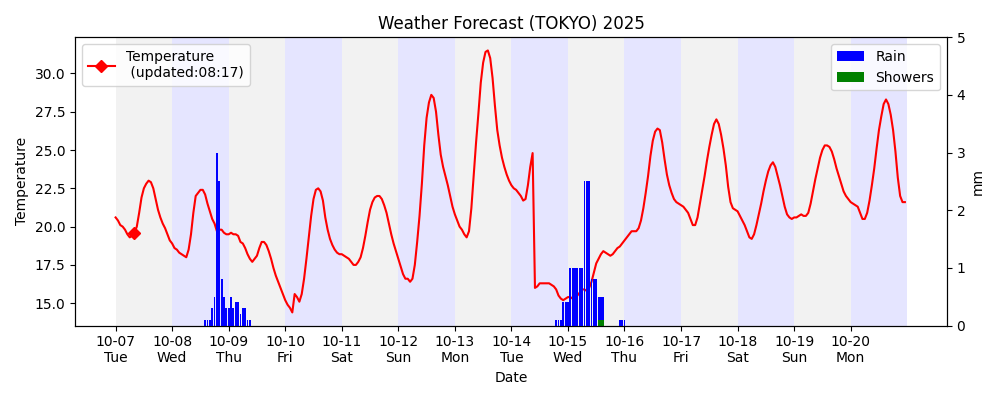 Weather Forecast (TOKYO) 2025
Temperature
(updated:08:17)
Rain
Showers
30.0
27.5
25.0
22.5
20.0
17.5
15.0
Temperature
5
4
3
2
1
0
mm
10-07 10-08 10-09 10-10 10-11 10-12 10-13 10-14 10-15 10-16 10-17 10-18 10-19 10-20
Tue Wed Thu Fri Sat Sun Mon Tue Wed Thu Fri Sat Sun Mon
Date